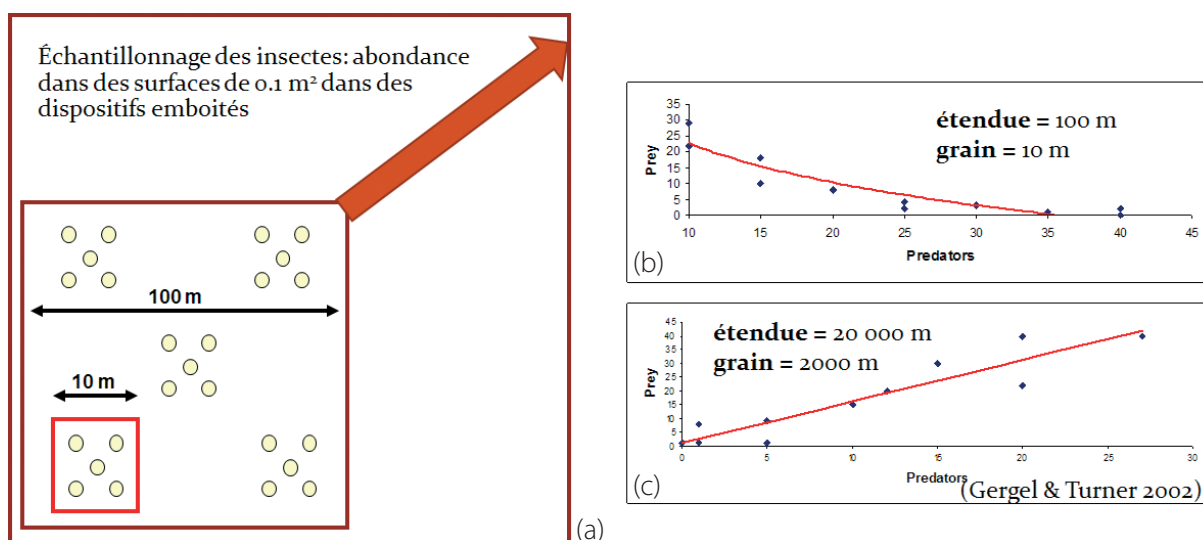 Échantillonnage des insectes: abondance
dans des surfaces de 0.1 m² dans des
dispositifs emboités
100 m
10 m
(a)
35
30
25
20
15
10
5
0
Prey
étendue = 100 m
grain = 10 m
10 15 20 25 30 35 40 45
Predators
(b)
45
40
35
30
25
20
15
10
5
0
Prey
étendue = 20 000 m
grain = 2000 m
0 5 10 15 20 25 30
Predators
(Gergel & Turner 2002)
(c)